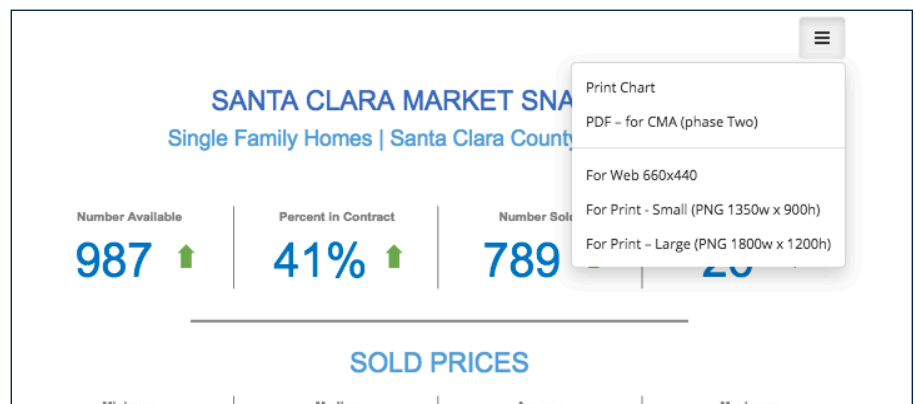 SANTA CLARA MARKET SNA
Single Family Homes | Santa Clara County
Print Chart
PDF – for CMA (phase Two)
For Web 660x440
For Print - Small (PNG 1350w x 900h)
For Print – Large (PNG 1800w x 1200h)
Number Available
987
Percent in Contract
41%
Number Sold
789
SOLD PRICES